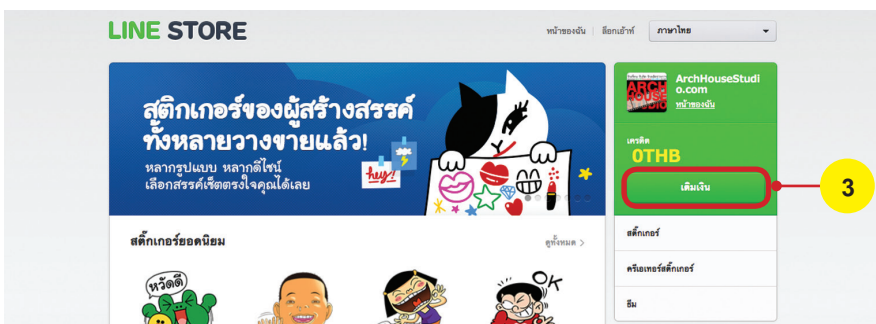 LINE STORE
หน้าของฉัน
ล็อกเอ้าท์
ภาษาไทย
สติกเกอร์ของผู้สร้างสรรค์
ทั้งหลายวางขายแล้ว!
หลากรูปแบบ หลากดีไซน์
เลือกสรรค์เซ็ตตรงใจคุณได้เลย
hey!
ArchHouseStudi
o.com
หน้าของฉัน
เครดิต
0THB
เติมเงิน
3
สติ๊กเกอร์ยอดนิยม
ดูทั้งหมด >
สติ๊กเกอร์
ครีเอเทอร์สติ๊กเกอร์
ธีม
หวัดดี
OK